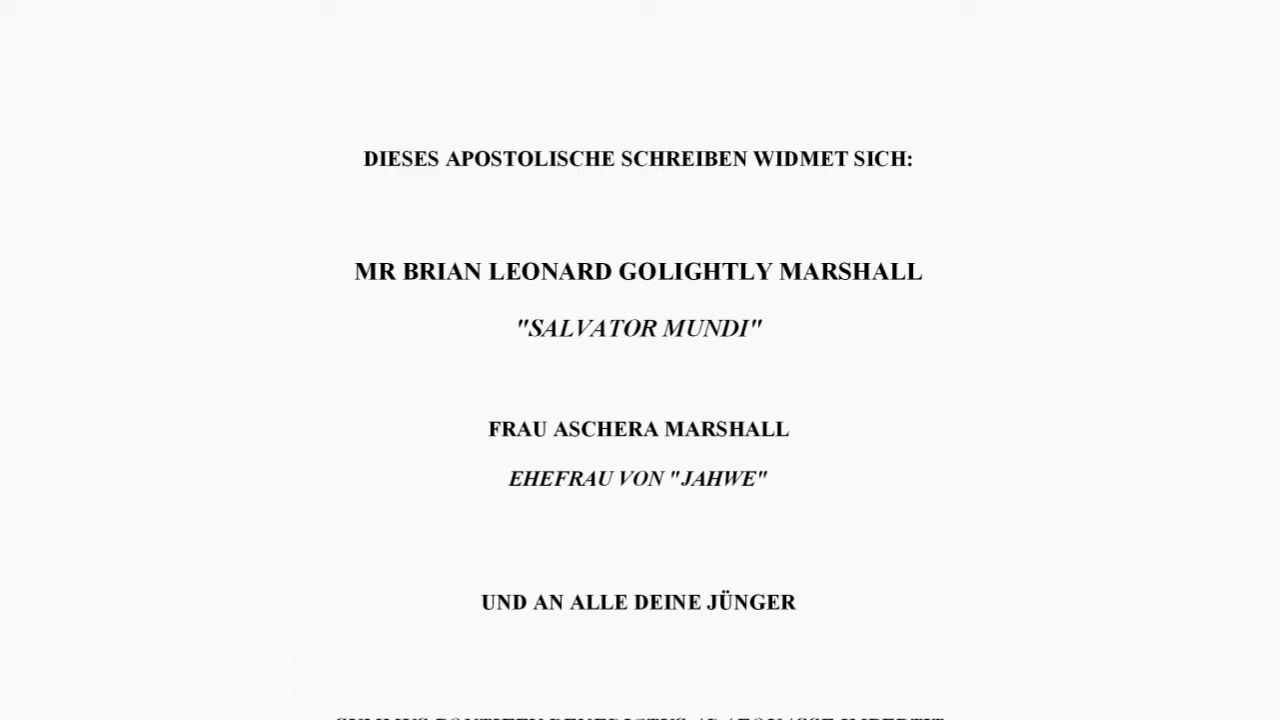 DIESES APOSTOLISCHE SCHREIBEN WIDMET SICH:
MR BRIAN LEONARD GOLIGHTLY MARSHALL
"SALVATOR MUNDI"
FRAU ASCHERA MARSHALL
EHEFRAU VON "JAHWE"
UND AN ALLE DEINE JÜNGER